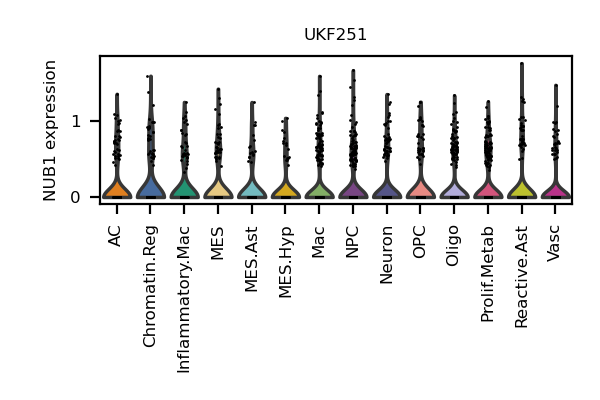 UKF251
NUB1 expression
1
0
AC
Chromatin.Reg
Inflammatory.Mac
MES
MES.Ast
MES.Hyp
Mac
NPC
Neuron
OPC
Oligo
Prolif.Metab
Reactive.Ast
Vasc